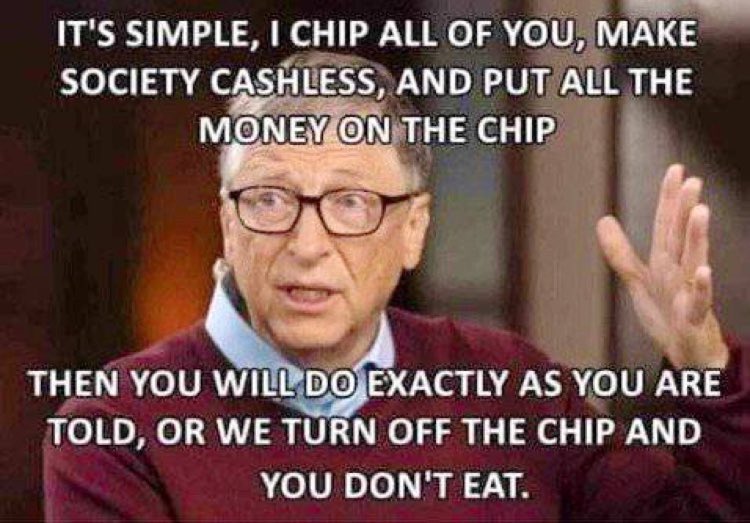 IT'S SIMPLE, I CHIP ALL OF YOU, MAKE
SOCIETY CASHLESS, AND PUT ALL THE
MONEY ON THE CHIP
THEN YOU WILL DO EXACTLY AS YOU ARE
TOLD, OR WE TURN OFF THE CHIP AND
YOU DON'T EAT.